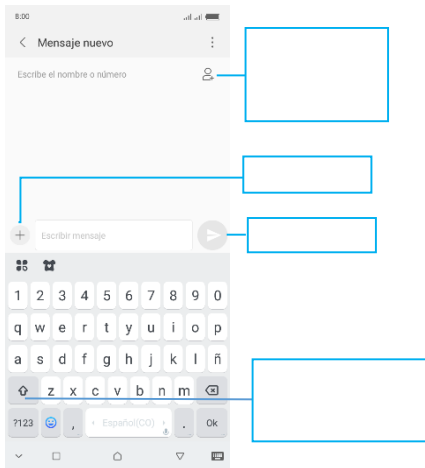 8:00
Mensaje nuevo
Escribe el nombre o número
Escribir mensaje
1 2 3 4 5 6 7 8 9 0
q w e r t y u i o p
a s d f g h j k l ñ
z x c v b n m
?123 , Español(CO) . Ok